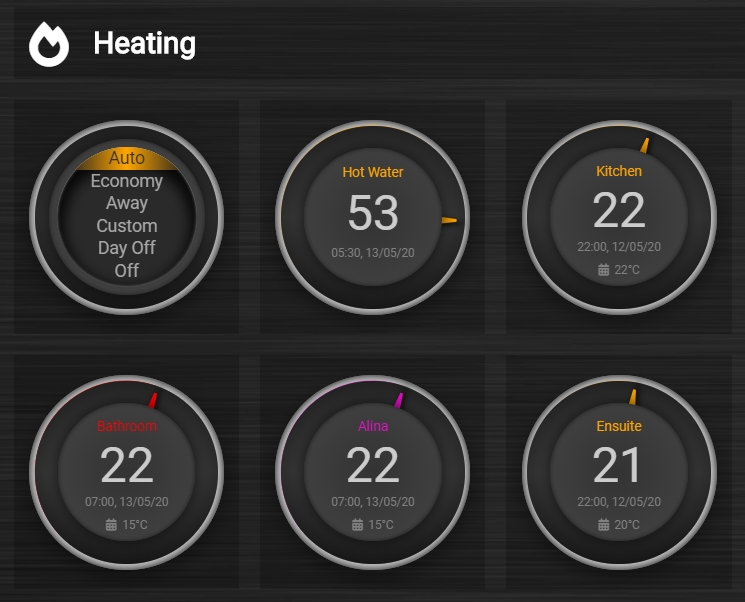 Heating
Auto
Economy
Away
Custom
Day Off
Off
Hot Water
53
05:30, 13/05/20
Kitchen
22
22:00, 12/05/20
22°C
Bathroom
22
07:00, 13/05/20
15°C
Alina
22
07:00, 13/05/20
15°C
Ensuite
21
22:00, 12/05/20
20°C